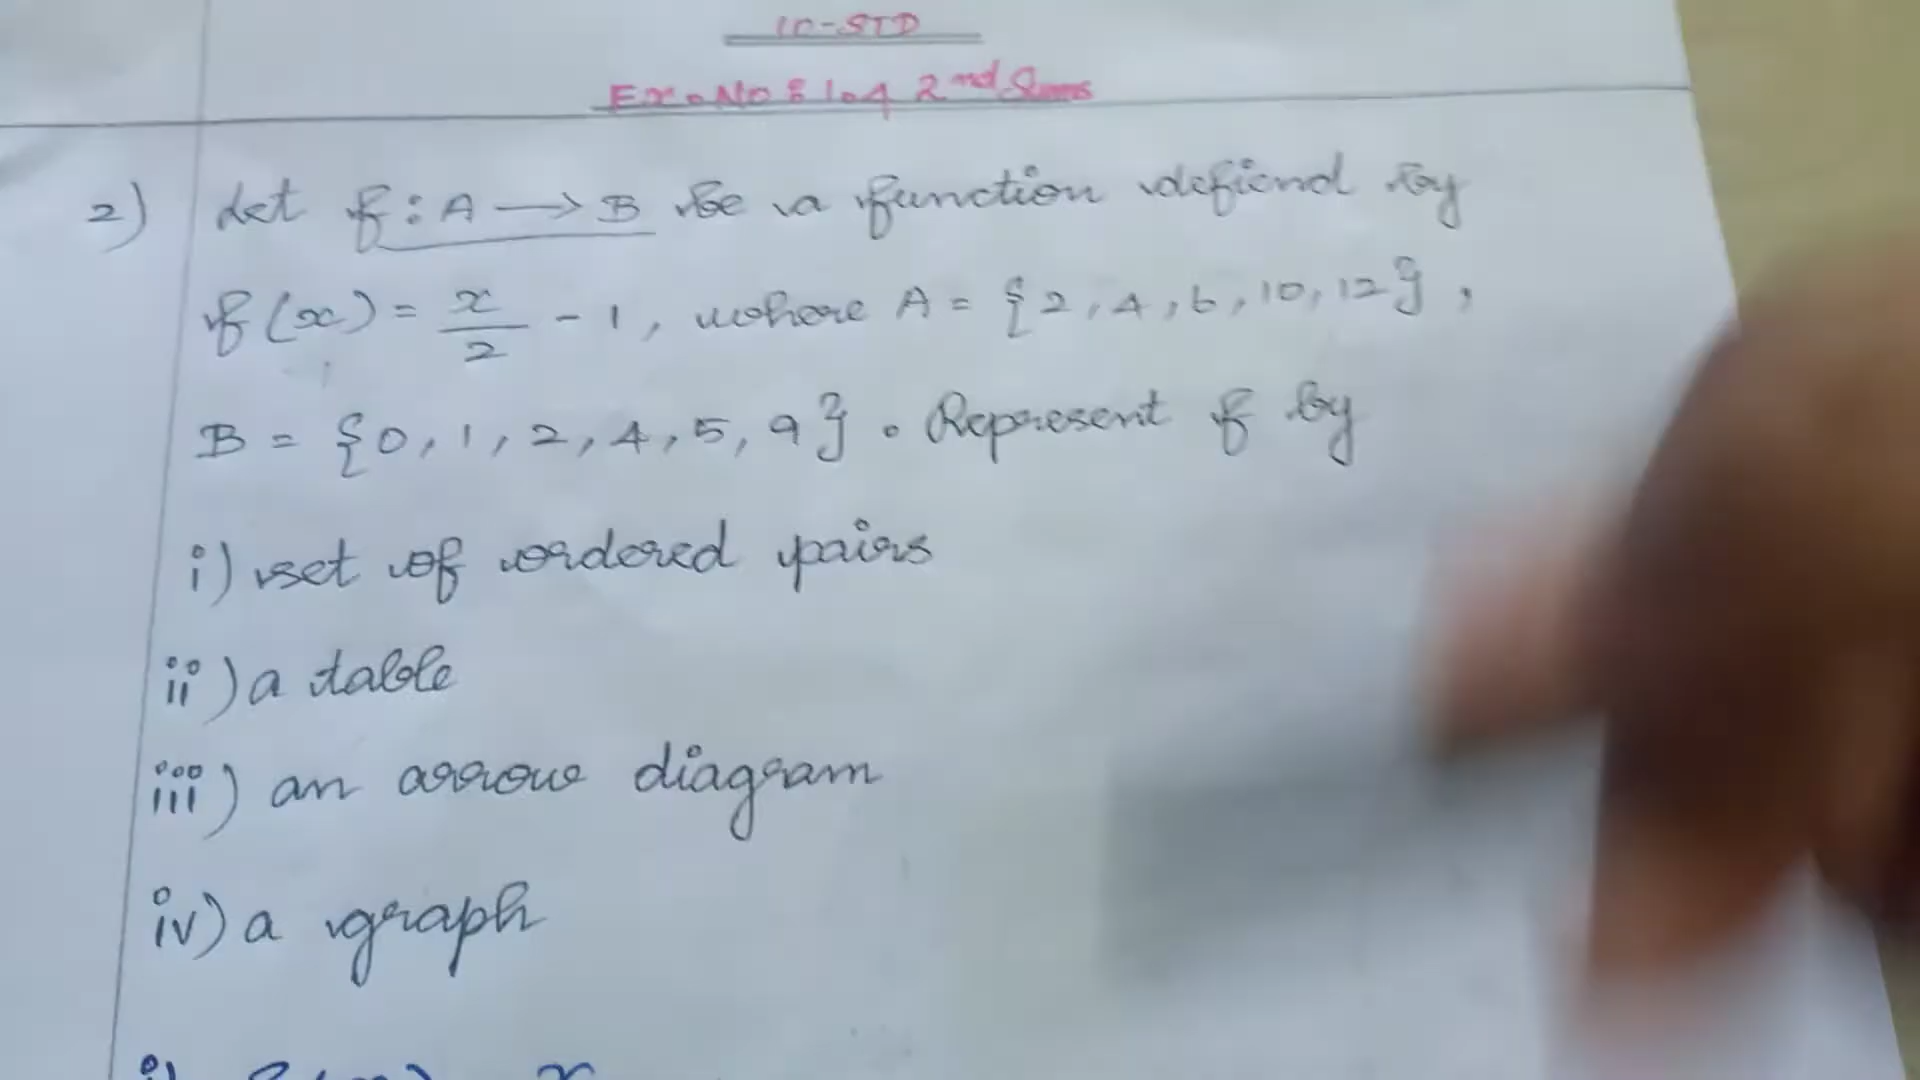 10-STD
Ex.No: 1.4 2nd Sums
2) Let f : A → B be a function defiend by
f(x) = x/2 - 1, where A = {2, 4, 6, 10, 12},
B = {0, 1, 2, 4, 5, 9}. Represent f by
i) set of ordered pairs
ii) a table
iii) an arrow diagram
iv) a graph